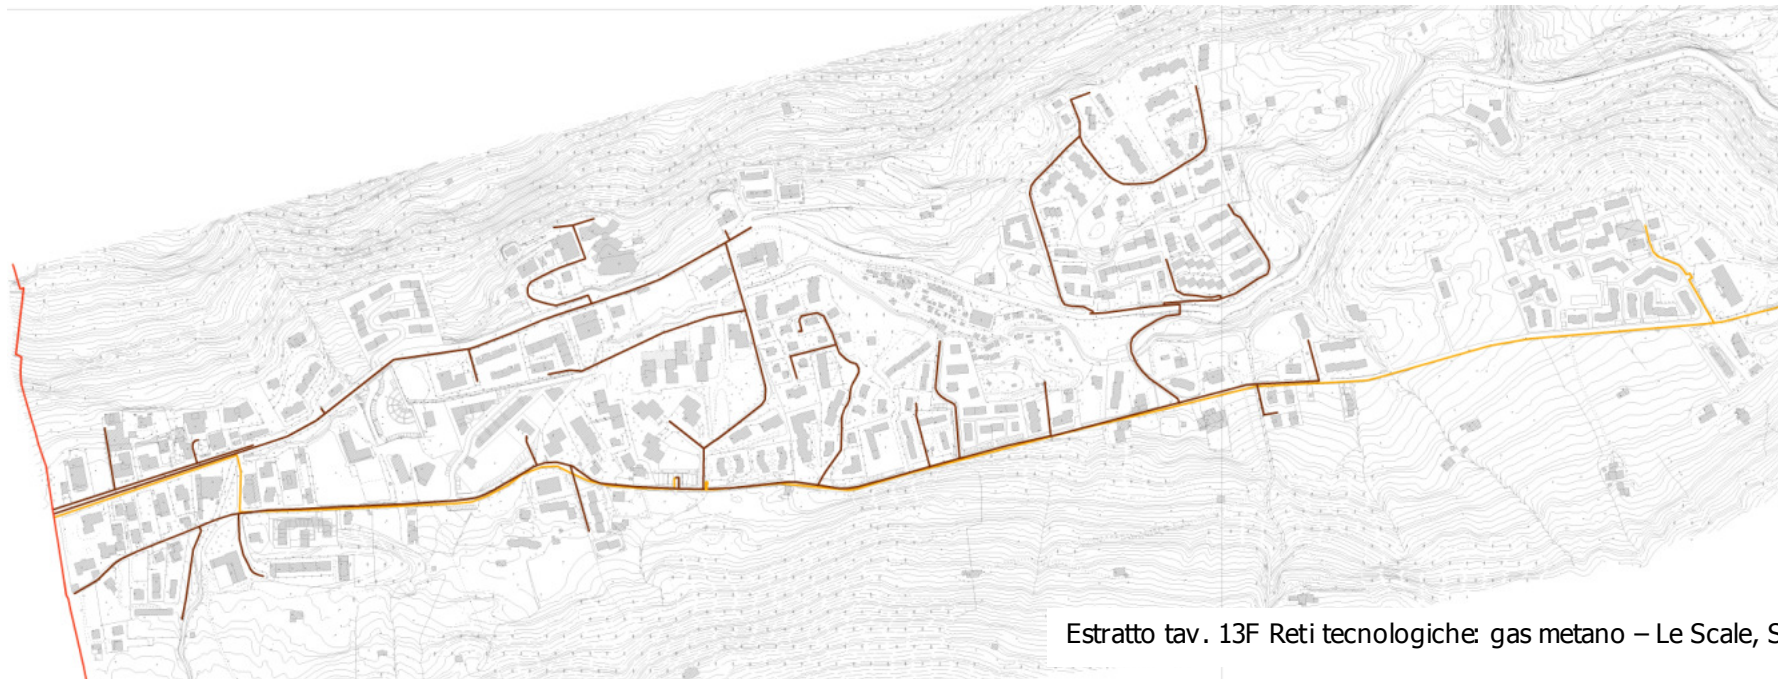 Estratto tav. 13F Reti tecnologiche: gas metano – Le Scale, S